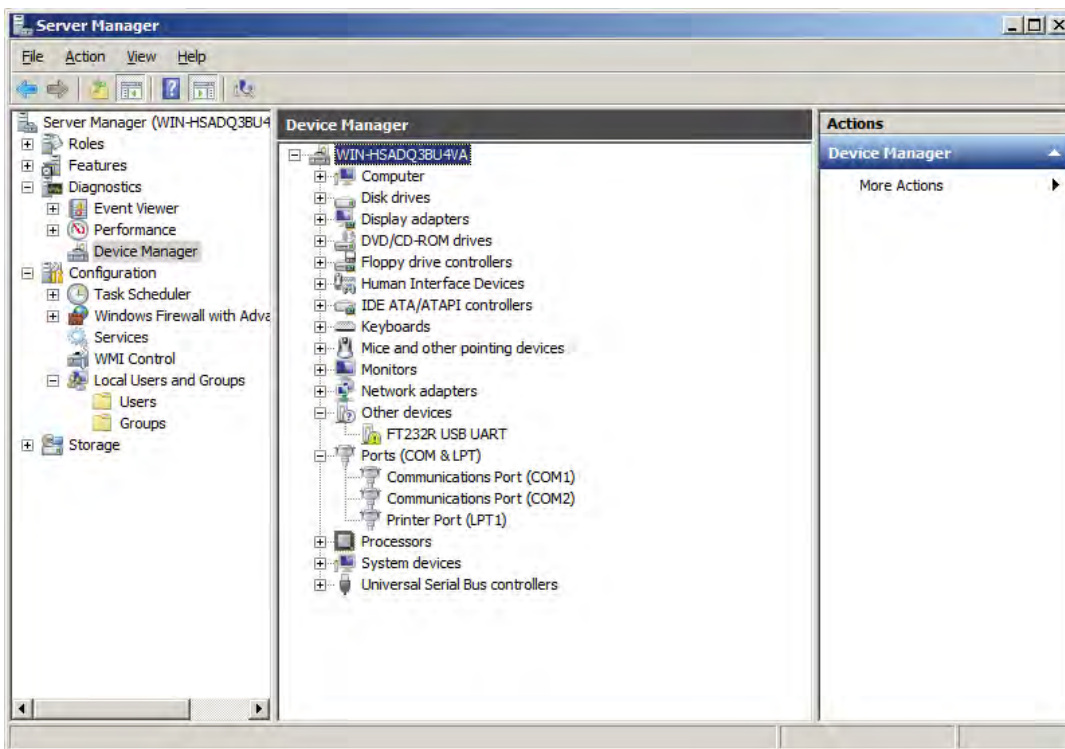 Server Manager
File Action View Help
Server Manager (WIN-HSADQ3BU4
Roles
Features
Diagnostics
Event Viewer
Performance
Device Manager
Configuration
Task Scheduler
Windows Firewall with Adva
Services
WMI Control
Local Users and Groups
Users
Groups
Storage
Device Manager
WIN-HSADQ3BU4VA
Computer
Disk drives
Display adapters
DVD/CD-ROM drives
Floppy drive controllers
Human Interface Devices
IDE ATA/ATAPI controllers
Keyboards
Mice and other pointing devices
Monitors
Network adapters
Other devices
FT232R USB UART
Ports (COM & LPT)
Communications Port (COM1)
Communications Port (COM2)
Printer Port (LPT1)
Processors
System devices
Universal Serial Bus controllers
Actions
Device Manager
More Actions